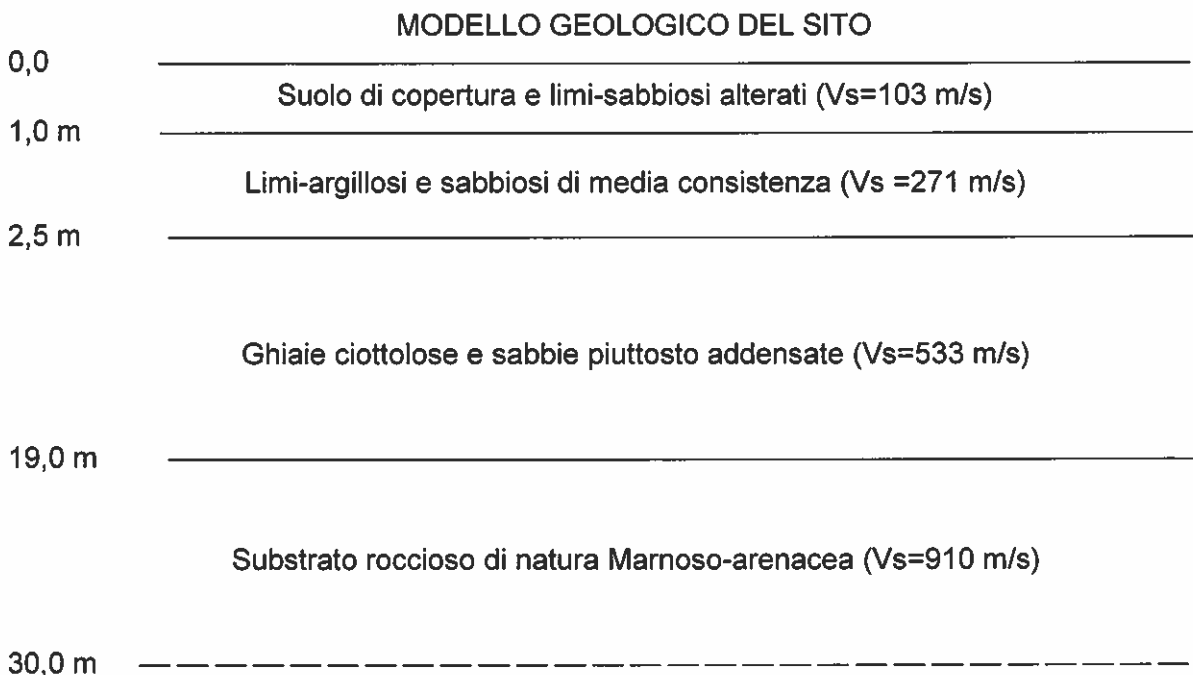 MODELLO GEOLOGICO DEL SITO
0,0
Suolo di copertura e limi-sabbiosi alterati (Vs=103 m/s)
1,0 m
Limi-argillosi e sabbiosi di media consistenza (Vs =271 m/s)
2,5 m
Ghiaie ciottolose e sabbie piuttosto addensate (Vs=533 m/s)
19,0 m
Substrato roccioso di natura Marnoso-arenacea (Vs=910 m/s)
30,0 m